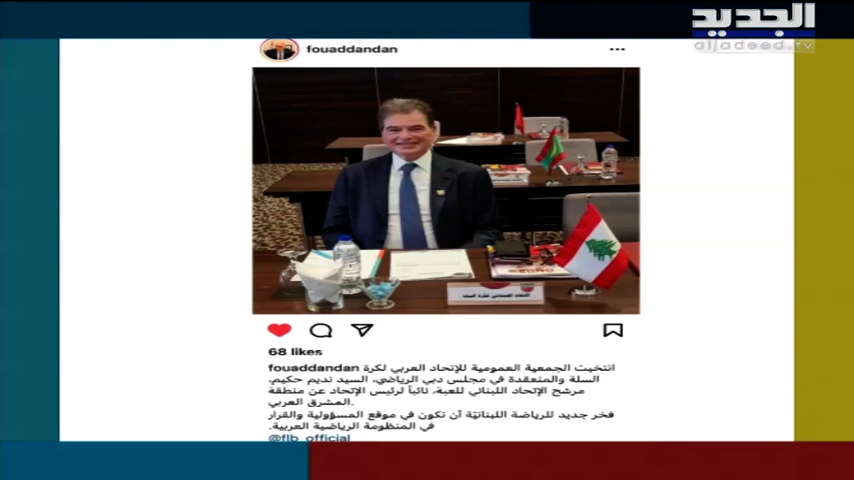 الجديد
aljadeed.tv
fouaddandan
68 likes
fouaddandan انتخبت الجمعية العمومية للإتحاد العربي لكرة
السلة والمنعقدة في مجلس دبي الرياضي، السيد نديم حكيم،
مرشح الإتحاد اللبناني للعبة، نائباً لرئيس الإتحاد عن منطقة
المشرق العربي.
فخر جديد للرياضة اللبنانيّة أن تكون في موقع المسؤولية والقرار
في المنظومة الرياضية العربية.
@flb_official